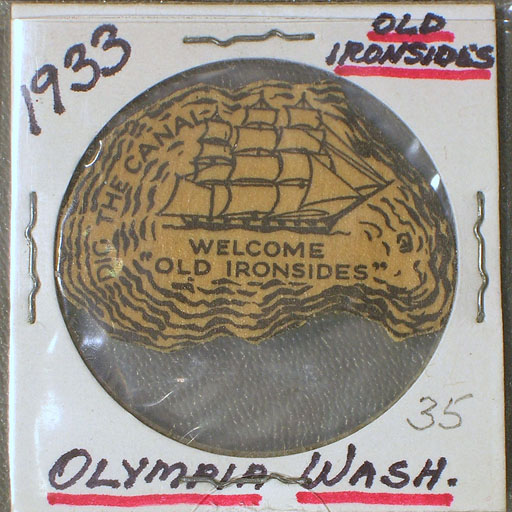 1933
OLD
IRONSIDES
DIG THE CANAL
WELCOME
"OLD IRONSIDES"
35
OLYMPIA WASH.